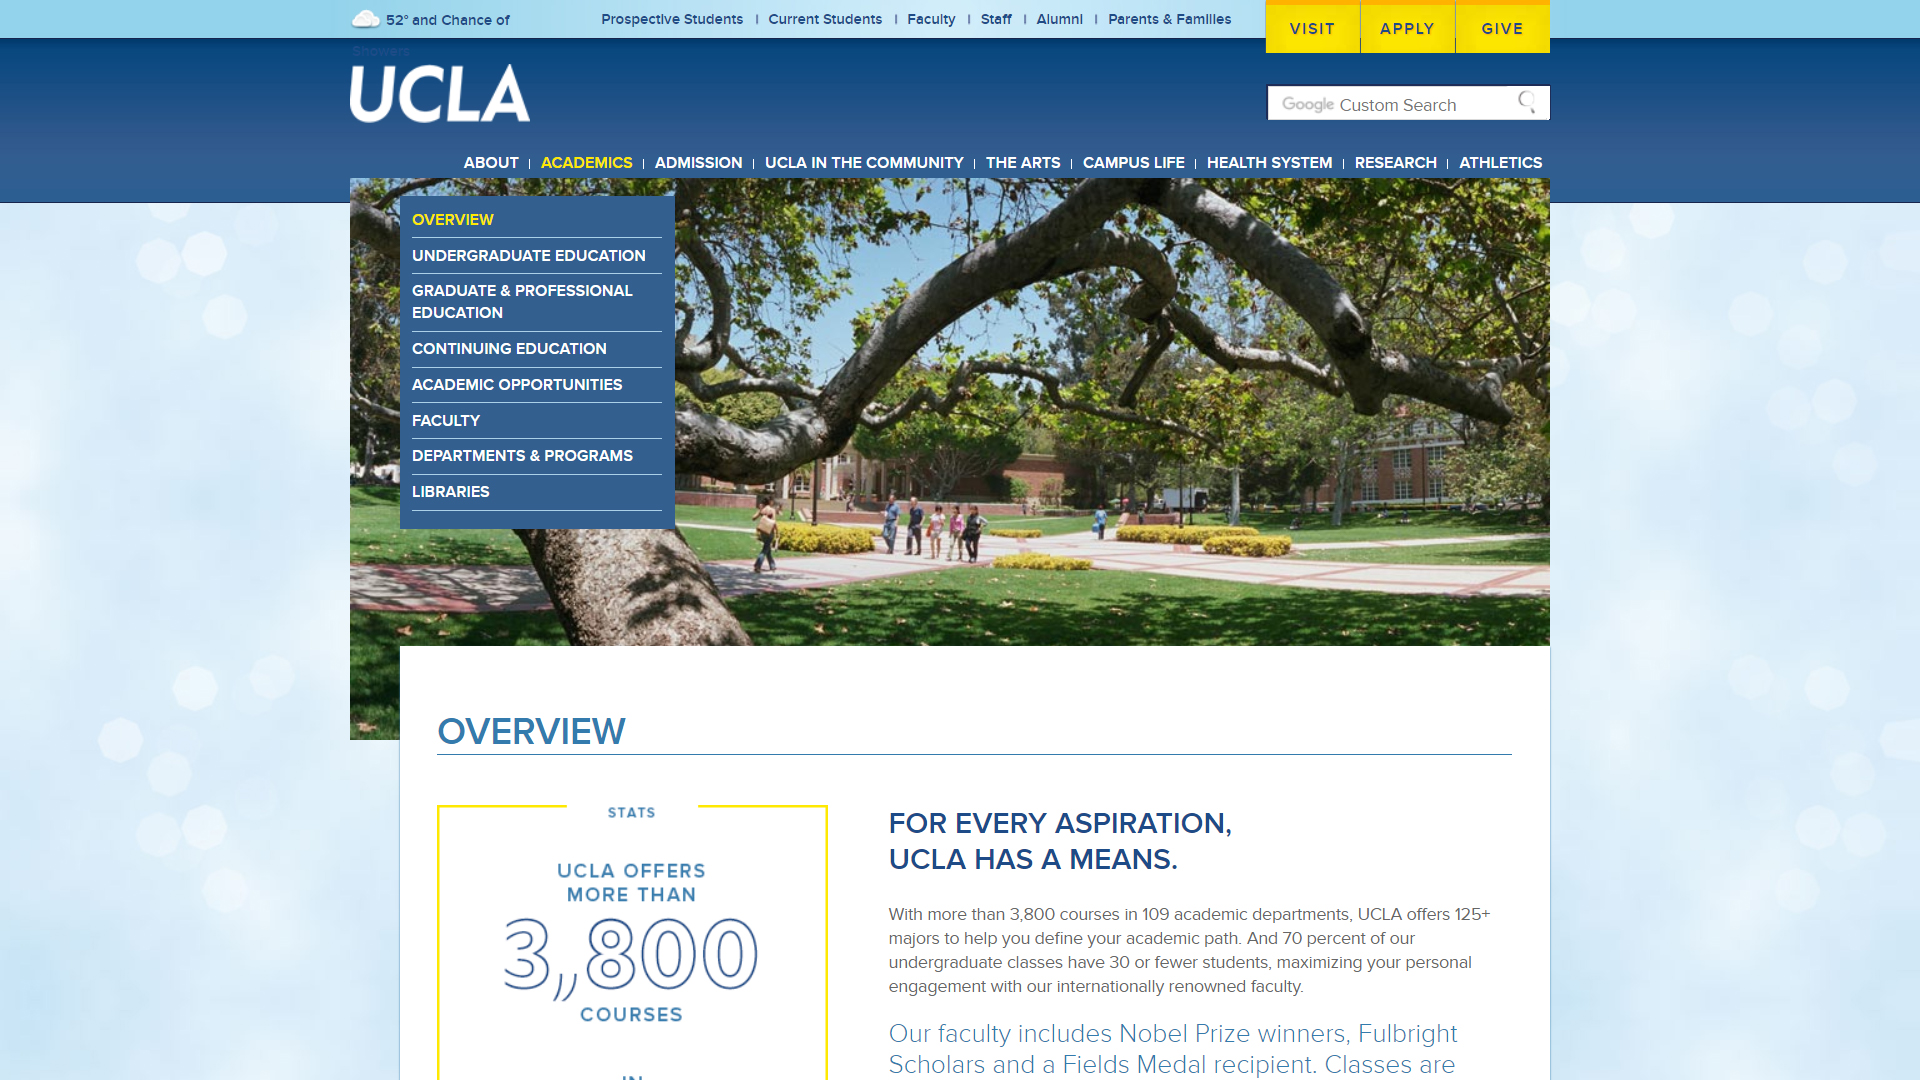 52° and Chance of
Showers
Prospective Students
Current Students
Faculty
Staff
Alumni
Parents & Families
VISIT
APPLY
GIVE
UCLA
Google Custom Search
ABOUT
ACADEMICS
ADMISSION
UCLA IN THE COMMUNITY
THE ARTS
CAMPUS LIFE
HEALTH SYSTEM
RESEARCH
ATHLETICS
OVERVIEW
UNDERGRADUATE EDUCATION
GRADUATE & PROFESSIONAL
EDUCATION
CONTINUING EDUCATION
ACADEMIC OPPORTUNITIES
FACULTY
DEPARTMENTS & PROGRAMS
LIBRARIES
OVERVIEW
STATS
UCLA OFFERS
MORE THAN
3,800
COURSES
IN
FOR EVERY ASPIRATION,
UCLA HAS A MEANS.
With more than 3,800 courses in 109 academic departments, UCLA offers 125+
majors to help you define your academic path. And 70 percent of our
undergraduate classes have 30 or fewer students, maximizing your personal
engagement with our internationally renowned faculty.
Our faculty includes Nobel Prize winners, Fulbright
Scholars and a Fields Medal recipient. Classes are